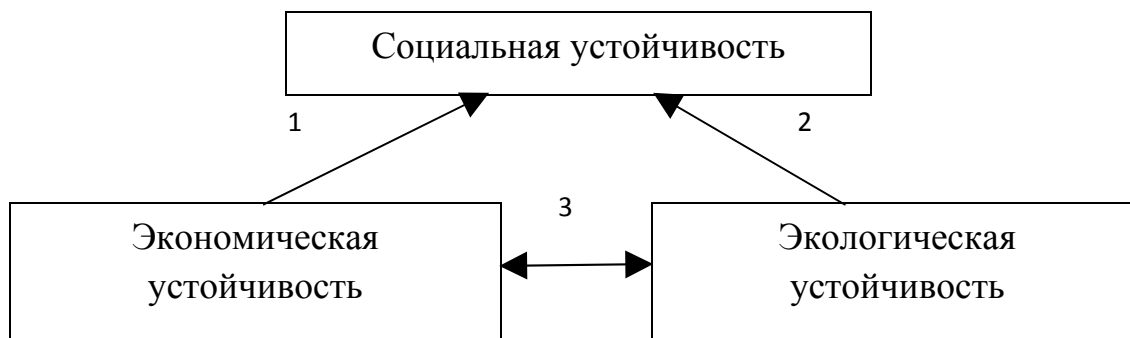 Социальная устойчивость
1
2
3
Экономическая
устойчивость
Экологическая
устойчивость